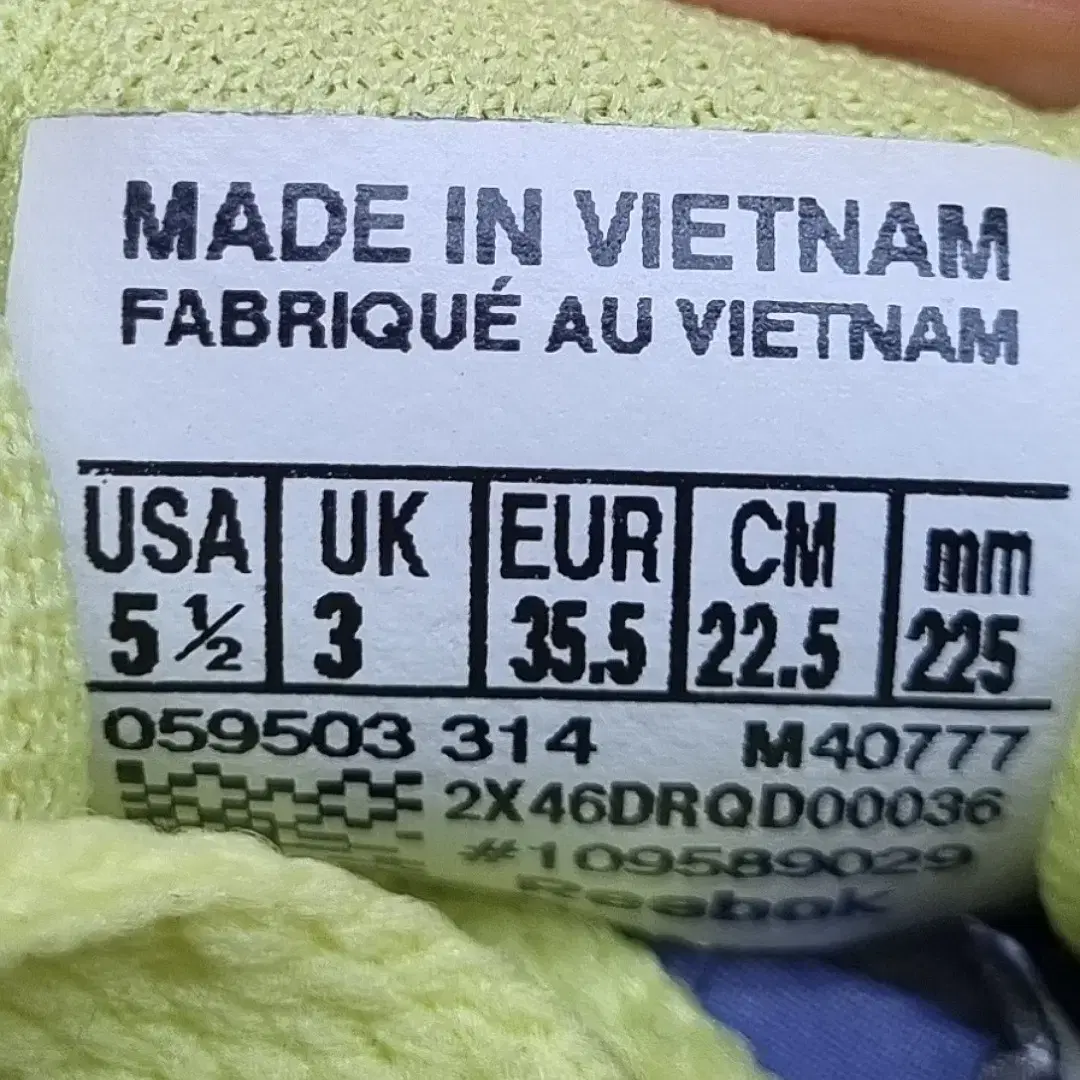 MADE IN VIETNAM
FABRIQUÉ AU VIETNAM
USA UK EUR CM mm
5 ½ 3 35.5 22.5 225
059503 314 M40777
2X46DRQD00036
#109589029
Reebok